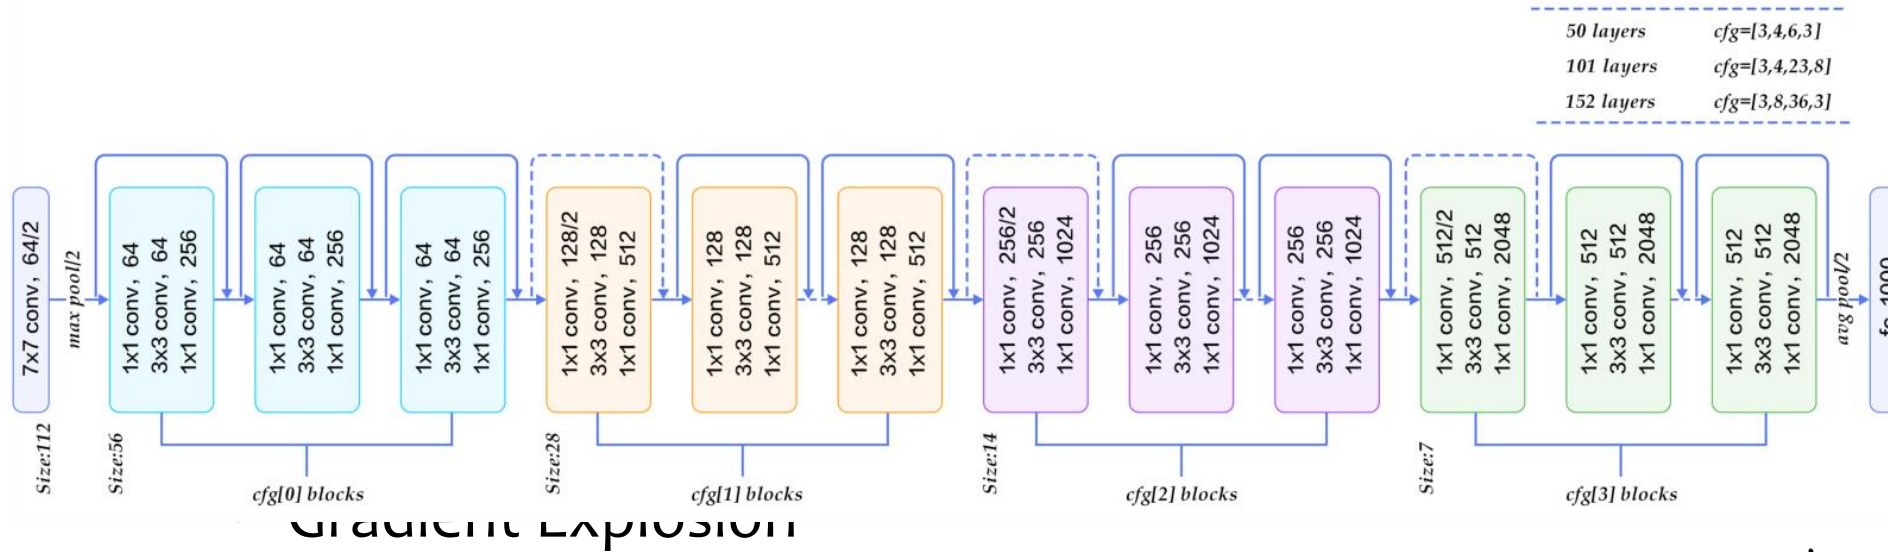 50 layers cfg=[3,4,6,3]
101 layers cfg=[3,4,23,8]
152 layers cfg=[3,8,36,3]
7x7 conv, 64/2
max pool/2
1x1 conv, 64
3x3 conv, 64
1x1 conv, 256
1x1 conv, 64
3x3 conv, 64
1x1 conv, 256
1x1 conv, 64
3x3 conv, 64
1x1 conv, 256
1x1 conv, 128/2
3x3 conv, 128
1x1 conv, 512
1x1 conv, 128
3x3 conv, 128
1x1 conv, 512
1x1 conv, 128
3x3 conv, 128
1x1 conv, 512
1x1 conv, 256/2
3x3 conv, 256
1x1 conv, 1024
1x1 conv, 256
3x3 conv, 256
1x1 conv, 1024
1x1 conv, 256
3x3 conv, 256
1x1 conv, 1024
1x1 conv, 512/2
3x3 conv, 512
1x1 conv, 2048
1x1 conv, 512
3x3 conv, 512
1x1 conv, 2048
1x1 conv, 512
3x3 conv, 512
1x1 conv, 2048
avg pool/2
Size:112
Size:56
Size:28
Size:14
Size:7
cfg[0] blocks
cfg[1] blocks
cfg[2] blocks
cfg[3] blocks
Gradient Explosion